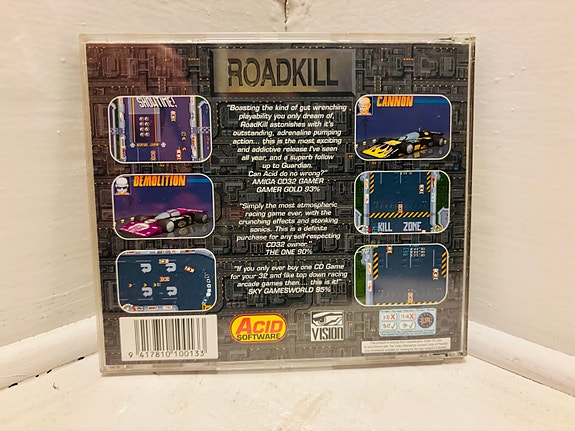 ROADKILL
SHOWTIME!
CANNON
DEMOLITION
KILL ZONE
"Boasting the kind of gut wrenching
playability you only dream of,
RoadKill astonishes with it's
outstanding, adrenaline pumping
action... this is the most exciting
and addictive release I've seen
all year, and a superb follow
up to Guardian.
Can Acid do no wrong?"
AMIGA CD32 GAMER
GAMER GOLD 93%
"Simply the most atmospheric
racing game ever, with the
crunching effects and stonking
sonics. This is a definite
purchase for any self-respecting
CD32 owner."
THE ONE 90%
"If you only ever buy one CD Game
for your 32 and like top down racing
arcade games then.... this is it!"
SKY GAMESWORLD 95%
9 417810 100133
ACID
SOFTWARE
VISION